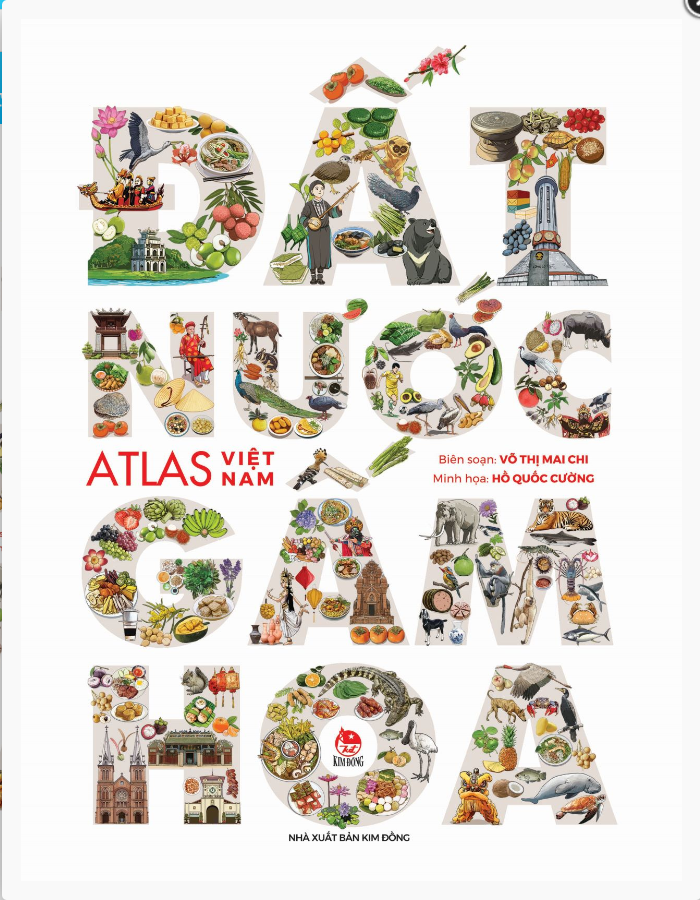 ĐẤT
NƯỚC
ATLAS VIỆT NAM
Biên soạn: VÕ THỊ MAI CHI
Minh họa: HỒ QUỐC CƯỜNG
GẤM
HOA
KIM ĐỒNG
NHÀ XUẤT BẢN KIM ĐỒNG